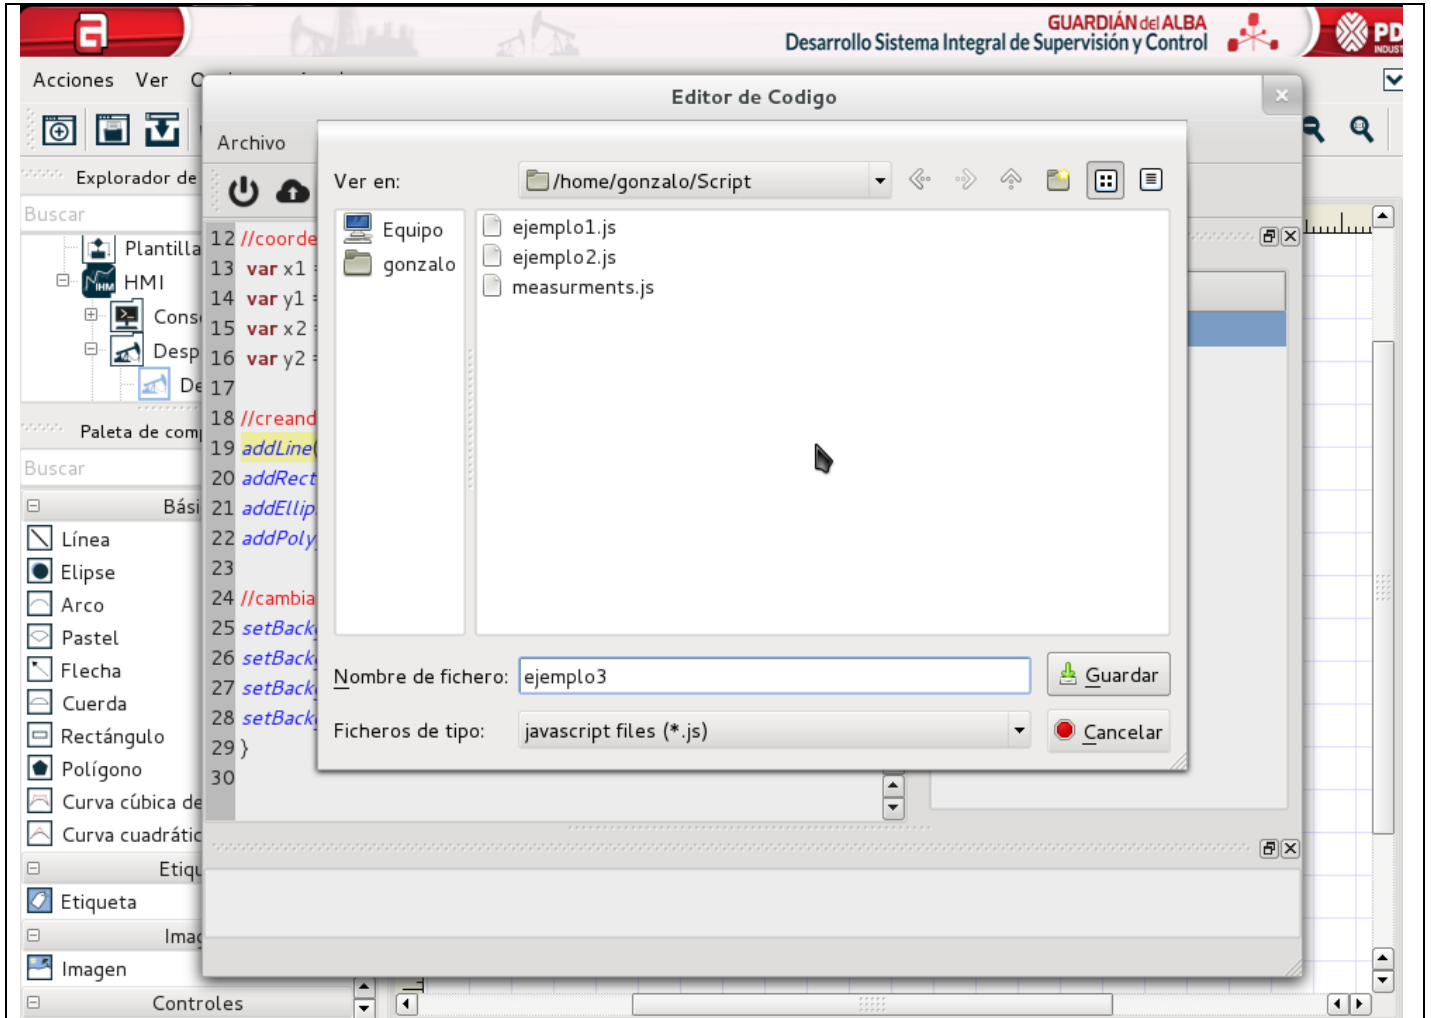 GUARDIÁN del ALBA
Desarrollo Sistema Integral de Supervisión y Control
Acciones Ver
Editor de Codigo
Archivo
Explorador de
Buscar
Plantilla
HMI
Cons
Desp
De
Paleta de com
Buscar
Bási
Línea
Elipse
Arco
Pastel
Flecha
Cuerda
Rectángulo
Polígono
Curva cúbica de
Curva cuadrátic
Etiqu
Etiqueta
Imag
Imagen
Controles
12 //coorde
13 var x1 =
14 var y1 =
15 var x2 =
16 var y2 =
17
18 //creand
19 addLine(
20 addRect
21 addEllip
22 addPoly
23
24 //cambia
25 setBack
26 setBack
27 setBack
28 setBack
29 }
30
Ver en: /home/gonzalo/Script
Equipo
gonzalo
ejemplo1.js
ejemplo2.js
measurments.js
Nombre de fichero: ejemplo3
Guardar
Ficheros de tipo: javascript files (*.js)
Cancelar